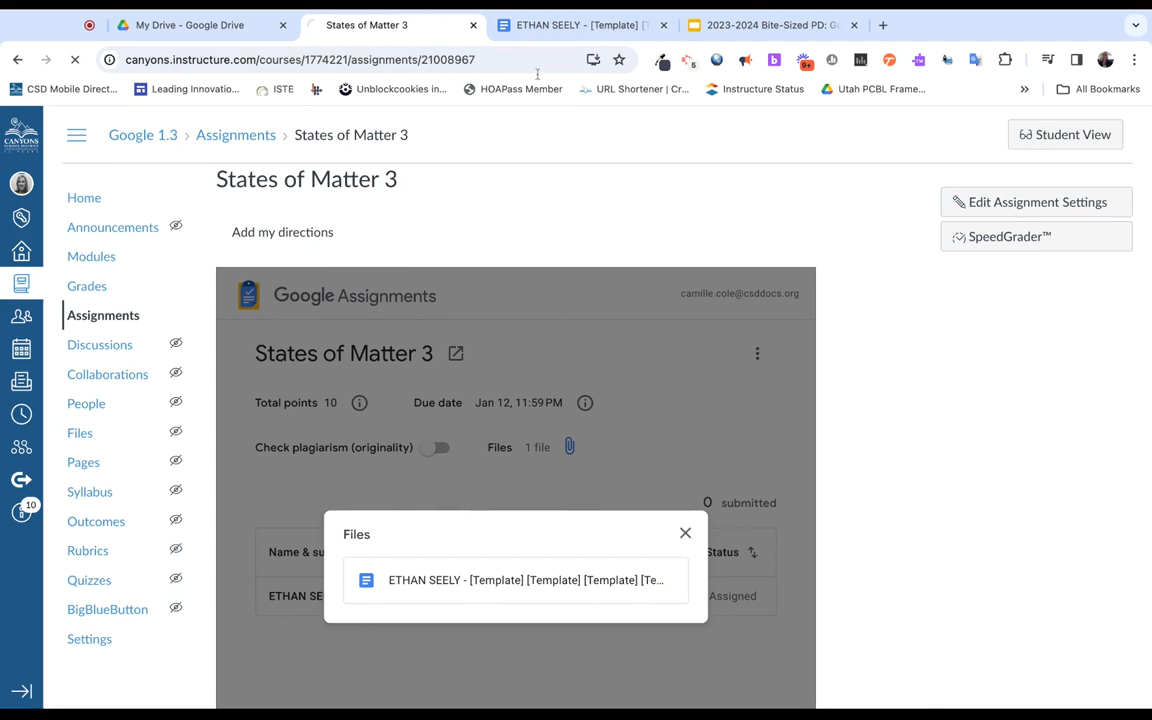 My Drive - Google Drive
States of Matter 3
ETHAN SEELY - [Template] [
2023-2024 Bite-Sized PD: G
canyons.instructure.com/courses/1774221/assignments/21008967
CSD Mobile Direct...
Leading Innovatio...
ISTE
Unblockcookies in...
HOAPass Member
URL Shortener | Cr...
Instructure Status
Utah PCBL Frame...
»
All Bookmarks
CANYONS
Google 1.3 > Assignments > States of Matter 3
Student View
States of Matter 3
Edit Assignment Settings
Add my directions
SpeedGrader™
Home
Announcements
Modules
Grades
Assignments
Discussions
Collaborations
People
Files
Pages
Syllabus
Outcomes
Rubrics
Quizzes
BigBlueButton
Settings
10
Google Assignments
camille.cole@csddocs.org
States of Matter 3
Total points 10
Due date Jan 12, 11:59 PM
Check plagiarism (originality)
Files 1 file
0 submitted
Name & su
Status
ETHAN SE
Assigned
Files
ETHAN SEELY - [Template] [Template] [Template] [Te...